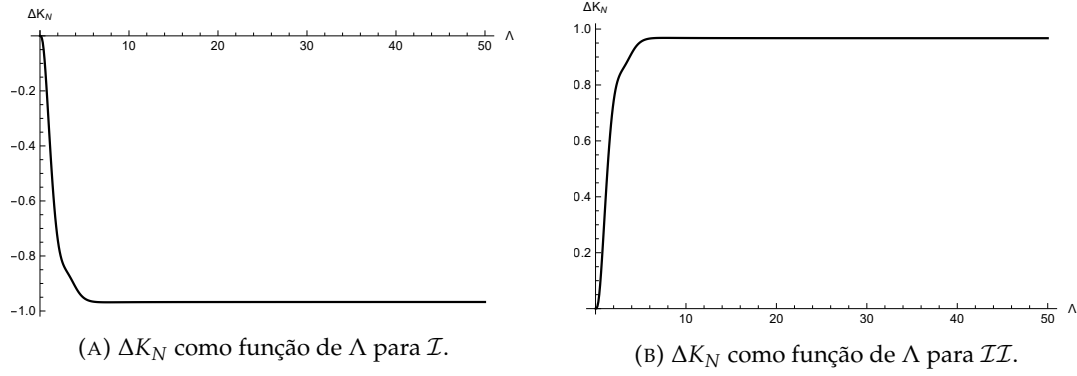 ΔK_N
10 20 30 40 50 Λ
−0.2
−0.4
−0.6
−0.8
−1.0
(A) ΔK_N como função de Λ para ℐ.
ΔK_N
1.0
0.8
0.6
0.4
0.2
10 20 30 40 50 Λ
(B) ΔK_N como função de Λ para ℐℐ.